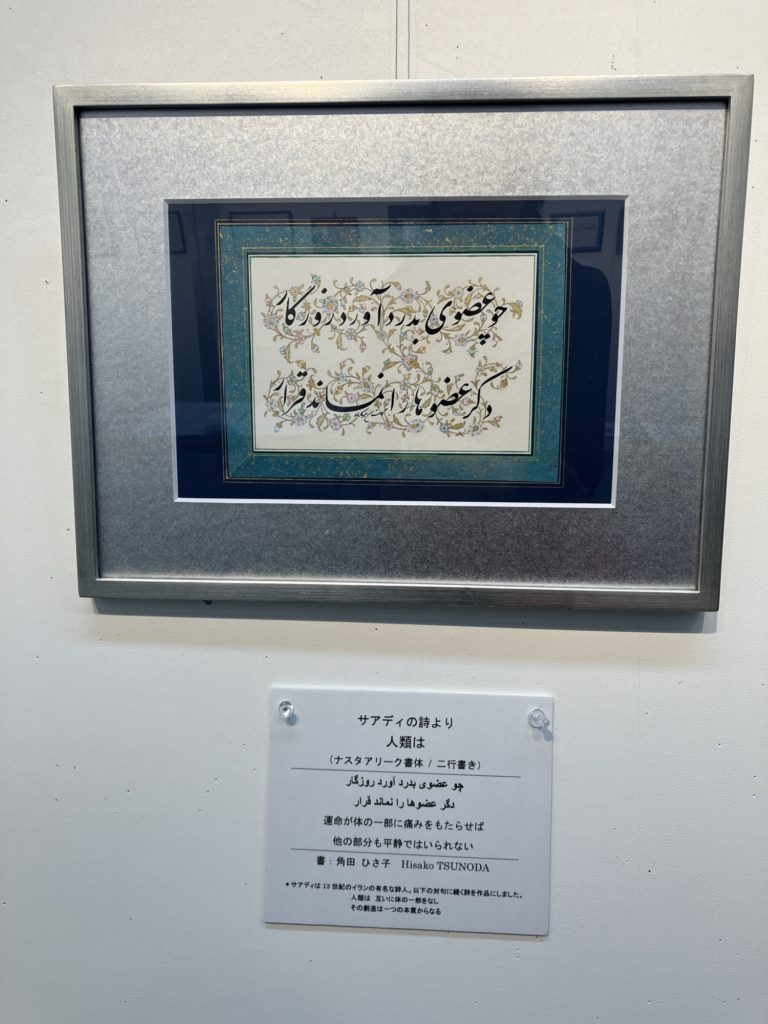 چو عضوی بدرد آورد روزگار
دگر عضوها را نماند قرار
サアディの詩より
人類は
（ナスタアリーク書体 / 二行書き）
چو عضوی بدرد آورد روزگار
دگر عضوها را نماند قرار
運命が体の一部に痛みをもたらせば
他の部分も平静ではいられない
書：角田 ひさ子 Hisako TSUNODA
＊サアディは 13 世紀のイランの有名な詩人。以下の対句に続く詩を作品にしました。
人類は 互いに体の一部をなし
その創造は一つの本質からなる